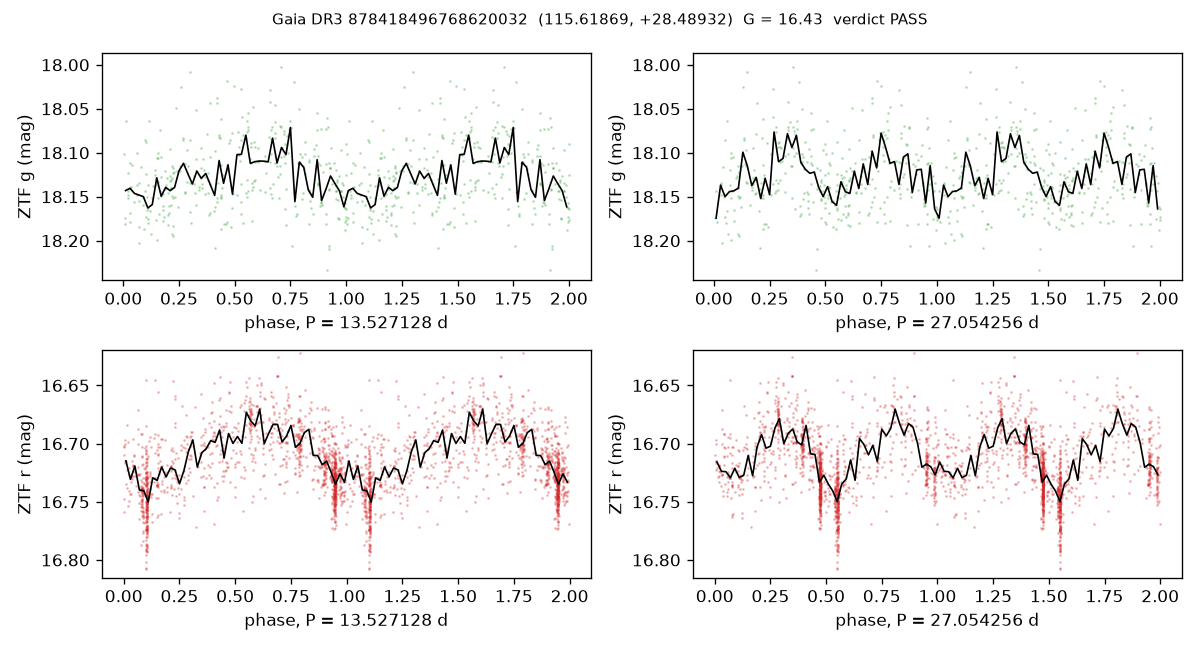 Gaia DR3 878418496768620032 (115.61869, +28.48932) G = 16.43 verdict PASS
ZTF g (mag)
18.00
18.05
18.10
18.15
18.20
0.00 0.25 0.50 0.75 1.00 1.25 1.50 1.75 2.00
phase, P = 13.527128 d
ZTF g (mag)
18.00
18.05
18.10
18.15
18.20
0.00 0.25 0.50 0.75 1.00 1.25 1.50 1.75 2.00
phase, P = 27.054256 d
ZTF r (mag)
16.65
16.70
16.75
16.80
0.00 0.25 0.50 0.75 1.00 1.25 1.50 1.75 2.00
phase, P = 13.527128 d
ZTF r (mag)
16.65
16.70
16.75
16.80
0.00 0.25 0.50 0.75 1.00 1.25 1.50 1.75 2.00
phase, P = 27.054256 d